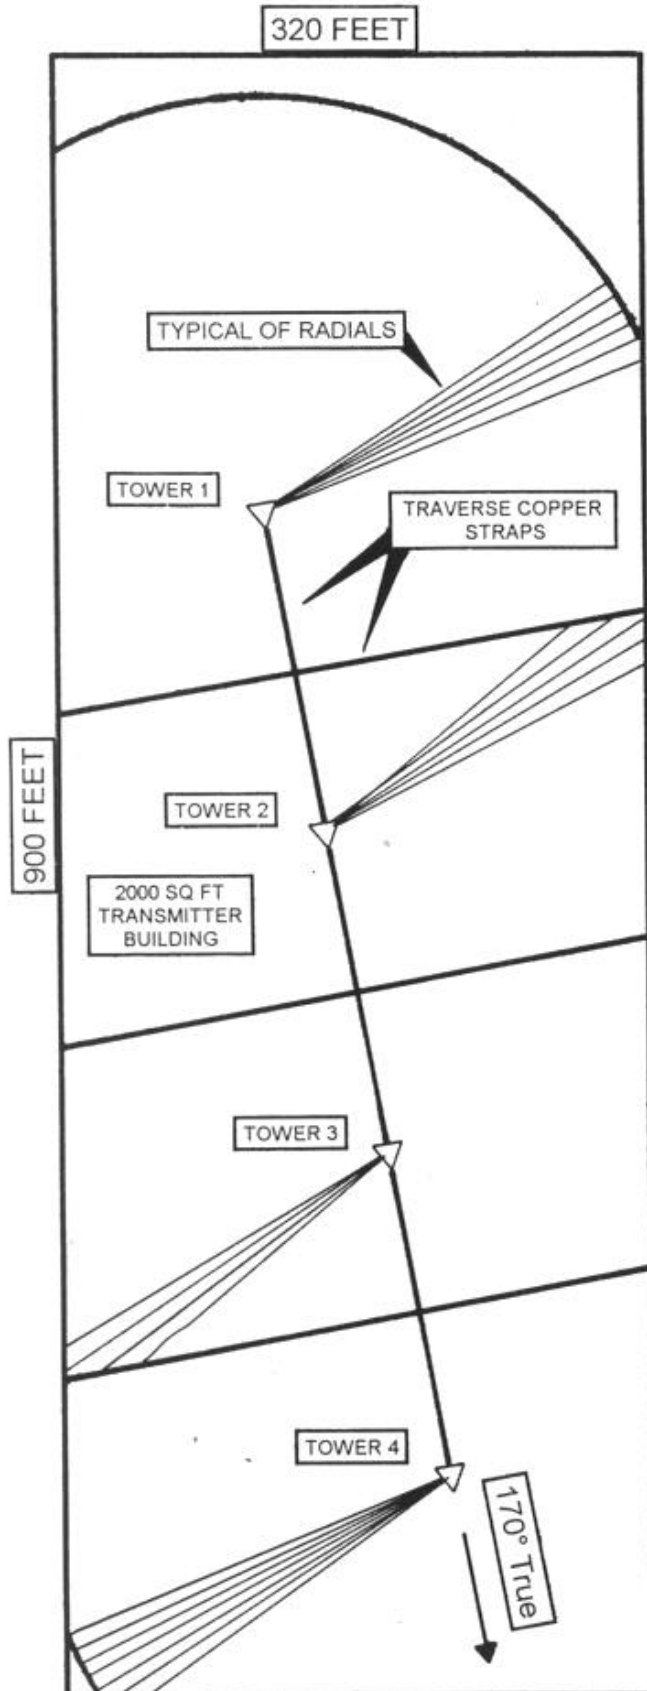 320 FEET
TYPICAL OF RADIALS
TOWER 1
TRAVERSE COPPER
STRAPS
900 FEET
TOWER 2
2000 SQ FT
TRANSMITTER
BUILDING
TOWER 3
TOWER 4
170° True